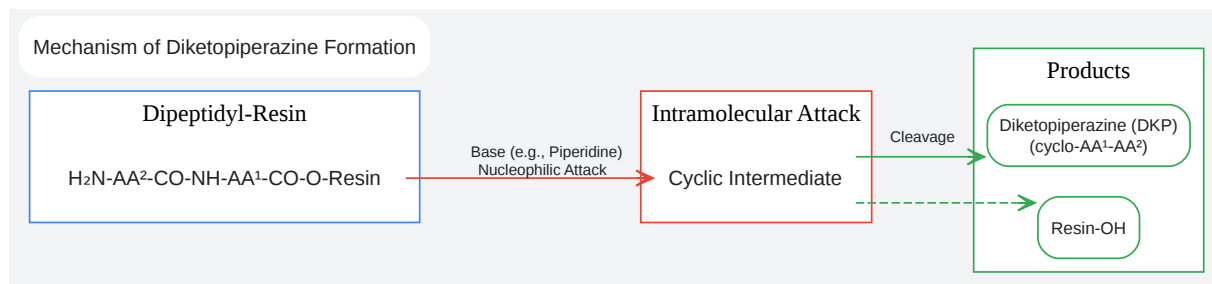 Mechanism of Diketopiperazine Formation
Dipeptidyl-Resin
H₂N-AA²-CO-NH-AA¹-CO-O-Resin
Base (e.g., Piperidine)
Nucleophilic Attack
Intramolecular Attack
Cyclic Intermediate
Cleavage
Products
Diketopiperazine (DKP)
(cyclo-AA¹-AA²)
Resin-OH